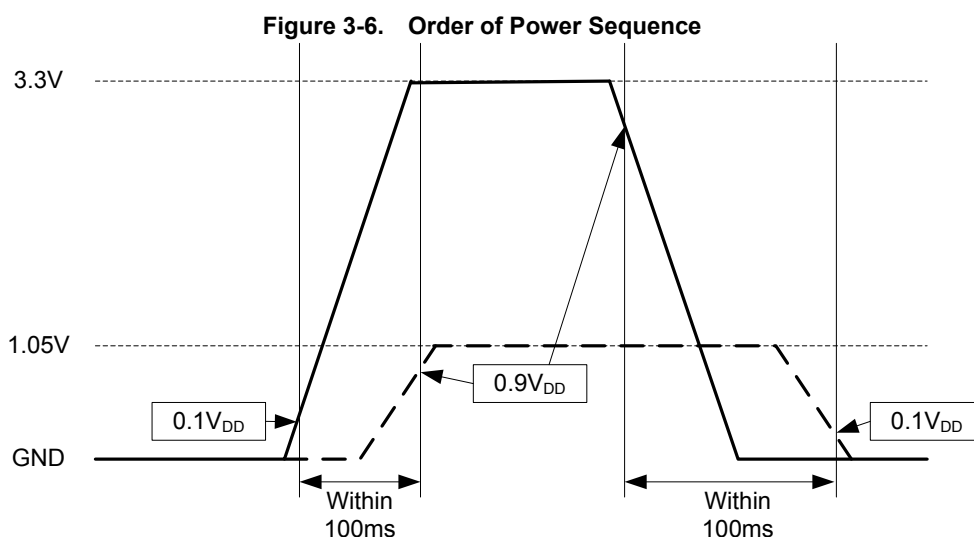 Figure 3-6. Order of Power Sequence
3.3V
1.05V
0.1VDD
0.9VDD
0.1VDD
GND
Within
100ms
Within
100ms